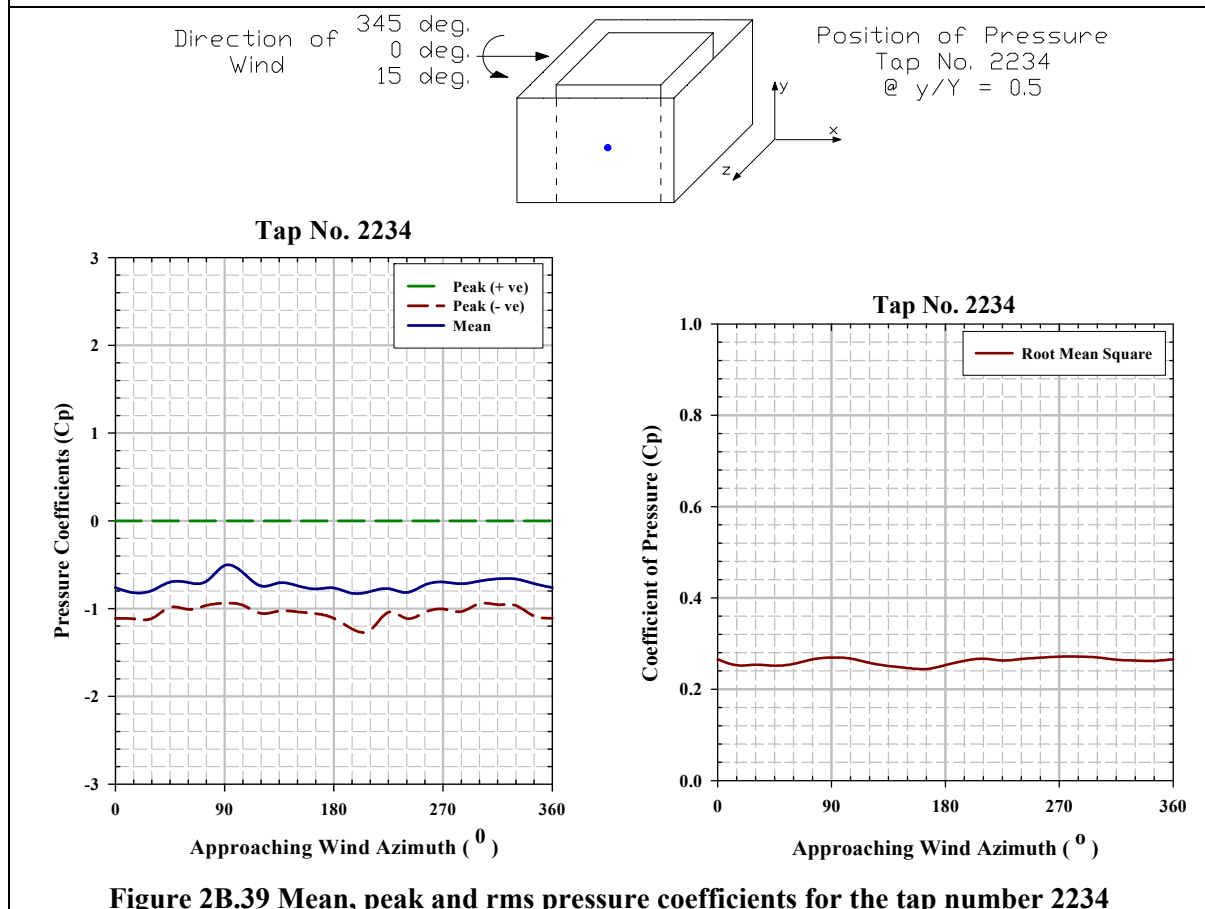 Direction of Wind
345 deg.
0 deg.
15 deg.
Position of Pressure
Tap No. 2234
@ y/Y = 0.5
y
x
z
Tap No. 2234
Peak (+ ve)
Peak (- ve)
Mean
3
2
1
0
-1
-2
-3
Pressure Coefficients (Cp)
0
90
180
270
360
Approaching Wind Azimuth ( 0 )
Tap No. 2234
Root Mean Square
1.0
0.8
0.6
0.4
0.2
0.0
Coefficient of Pressure (Cp)
0
90
180
270
360
Approaching Wind Azimuth ( o )
Figure 2B.39 Mean, peak and rms pressure coefficients for the tap number 2234